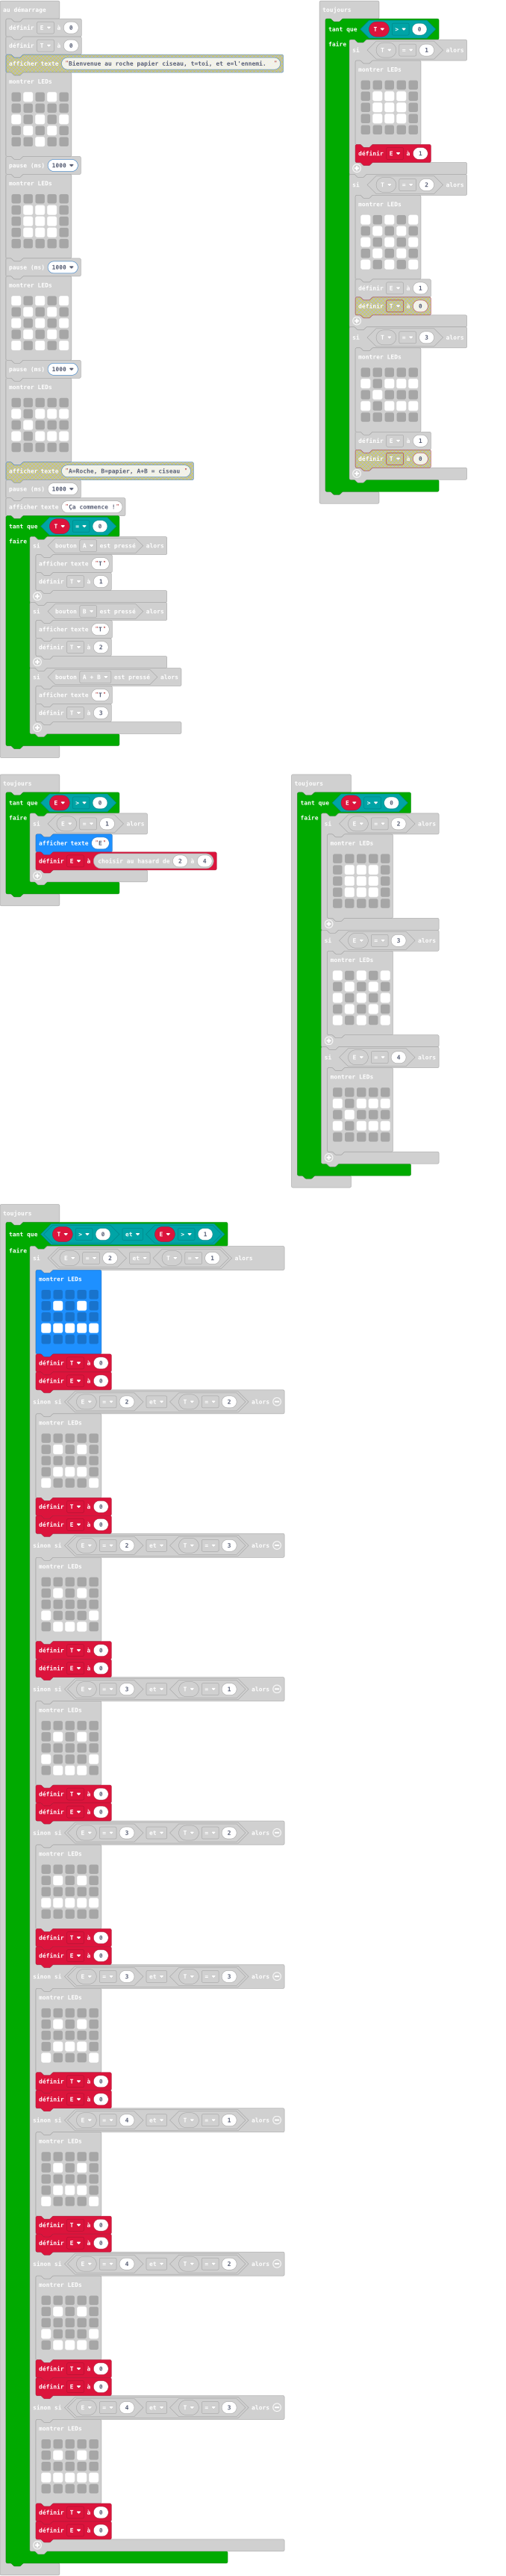 au démarrage
définir E à 0
définir T à 0
afficher texte "Bienvenue au roche papier ciseau, t=toi, et e=l'ennemi. "
montrer LEDs
pause (ms) 1000
montrer LEDs
pause (ms) 1000
montrer LEDs
pause (ms) 1000
montrer LEDs
afficher texte "A=Roche, B=papier, A+B = ciseau "
pause (ms) 1000
afficher texte "Ça commence !"
tant que T = 0
faire si bouton A est pressé alors
afficher texte "T"
définir T à 1
si bouton B est pressé alors
afficher texte "T"
définir T à 2
si bouton A + B est pressé alors
afficher texte "T"
définir T à 3
toujours
tant que T > 0
faire si T = 1 alors
montrer LEDs
définir E à 1
si T = 2 alors
montrer LEDs
définir E à 1
définir T à 0
si T = 3 alors
montrer LEDs
définir E à 1
définir T à 0
toujours
tant que E > 0
faire si E = 1 alors
afficher texte "E"
définir E à choisir au hasard de 2 à 4
toujours
tant que E > 0
faire si E = 2 alors
montrer LEDs
si E = 3 alors
montrer LEDs
si E = 4 alors
montrer LEDs
toujours
tant que T > 0 et E > 1
faire si E = 2 et T = 1 alors
montrer LEDs
définir T à 0
définir E à 0
sinon si E = 2 et T = 2 alors
montrer LEDs
définir T à 0
définir E à 0
sinon si E = 2 et T = 3 alors
montrer LEDs
définir T à 0
définir E à 0
sinon si E = 3 et T = 1 alors
montrer LEDs
définir T à 0
définir E à 0
sinon si E = 3 et T = 2 alors
montrer LEDs
définir T à 0
définir E à 0
sinon si E = 3 et T = 3 alors
montrer LEDs
définir T à 0
définir E à 0
sinon si E = 4 et T = 1 alors
montrer LEDs
définir T à 0
définir E à 0
sinon si E = 4 et T = 2 alors
montrer LEDs
définir T à 0
définir E à 0
sinon si E = 4 et T = 3 alors
montrer LEDs
définir T à 0
définir E à 0